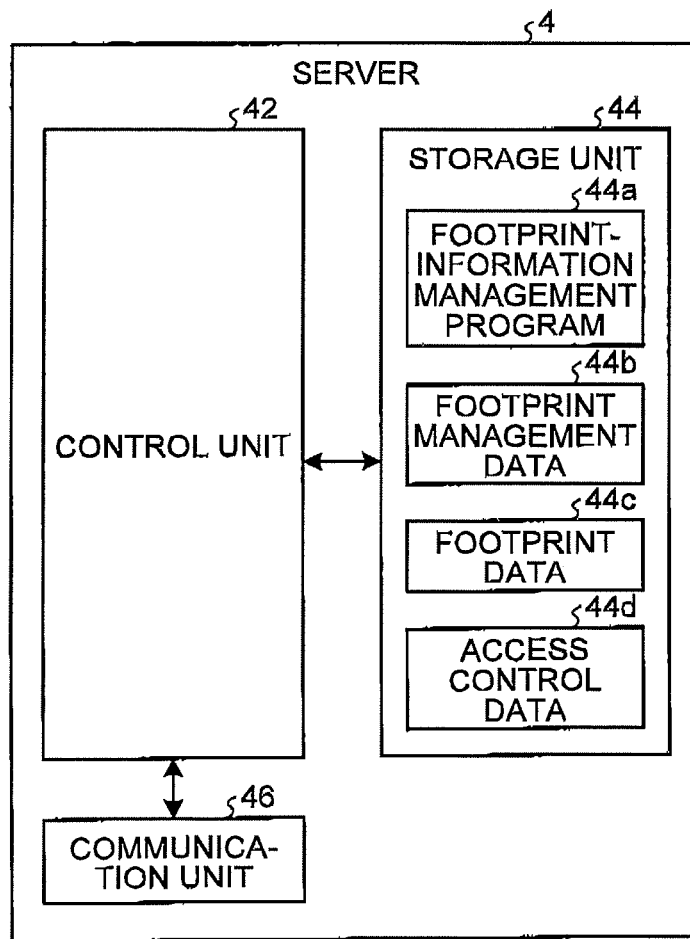 4
SERVER
42
CONTROL UNIT
44
STORAGE UNIT
44a
FOOTPRINT-
INFORMATION
MANAGEMENT
PROGRAM
44b
FOOTPRINT
MANAGEMENT
DATA
44c
FOOTPRINT
DATA
44d
ACCESS
CONTROL
DATA
46
COMMUNICA-
TION UNIT